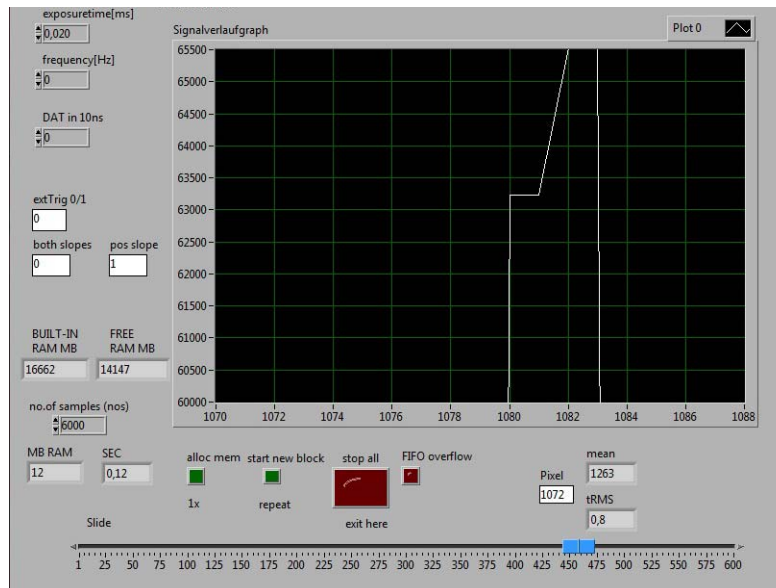 exposuretime[ms]
0,020
frequency[Hz]
0
DAT in 10ns
0
extTrig 0/1
0
both slopes pos slope
0 1
BUILT-IN FREE
RAM MB RAM MB
16662 14147
no.of samples (nos)
6000
MB RAM SEC
12 0,12
Signalverlaufgraph
Plot 0
65500
65000
64500
64000
63500
63000
62500
62000
61500
61000
60500
60000
1070 1072 1074 1076 1078 1080 1082 1084 1086 1088
alloc mem start new block stop all FIFO overflow
1x repeat exit here
Pixel
1072
mean
1263
tRMS
0,8
Slide
1 25 50 75 100 125 150 175 200 225 250 275 300 325 350 375 400 425 450 475 500 525 550 575 600